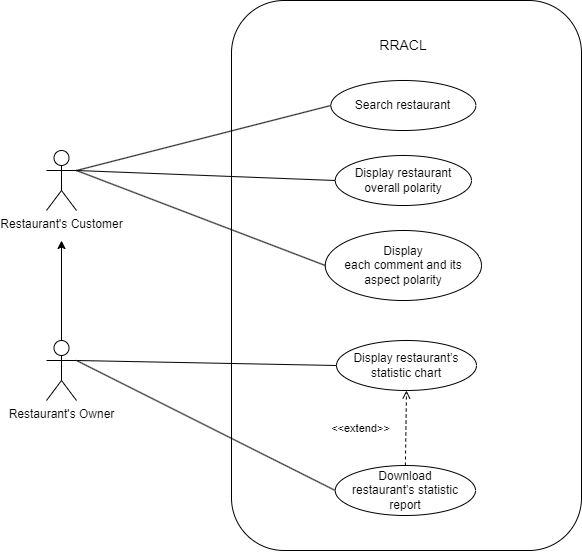 RRACL
Search restaurant
Display restaurant
overall polarity
Restaurant's Customer
Display
each comment and its
aspect polarity
Display restaurant's
statistic chart
Restaurant's Owner
<<extend>>
Download
restaurant's statistic
report